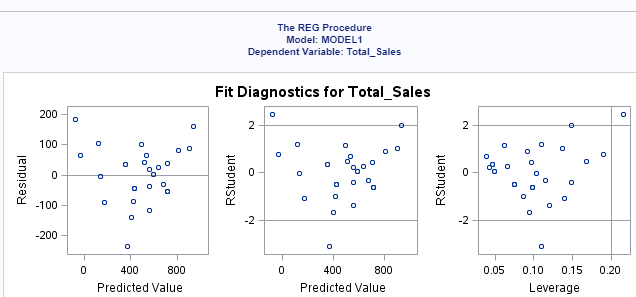 The REG Procedure
Model: MODEL1
Dependent Variable: Total_Sales
Fit Diagnostics for Total_Sales
200
100
0
-100
-200
Residual
0 400 800
Predicted Value
2
0
-2
RStudent
0 400 800
Predicted Value
2
0
-2
RStudent
0.05 0.10 0.15 0.20
Leverage